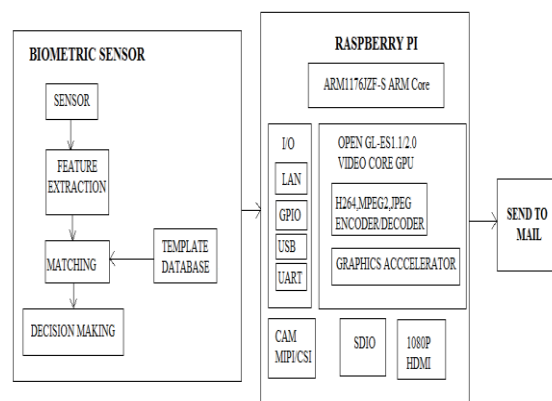 BIOMETRIC SENSOR
SENSOR
FEATURE
EXTRACTION
MATCHING
TEMPLATE
DATABASE
DECISION MAKING
RASPBERRY PI
ARM1176JZF-S ARM Core
I/O
LAN
GPIO
USB
UART
OPEN GL-ES1.1/2.0
VIDEO CORE GPU
H264,MPEG2,JPEG
ENCODER/DECODER
GRAPHICS ACCCELERATOR
CAM
MIPI/CSI
SDIO
1080P
HDMI
SEND TO
MAIL